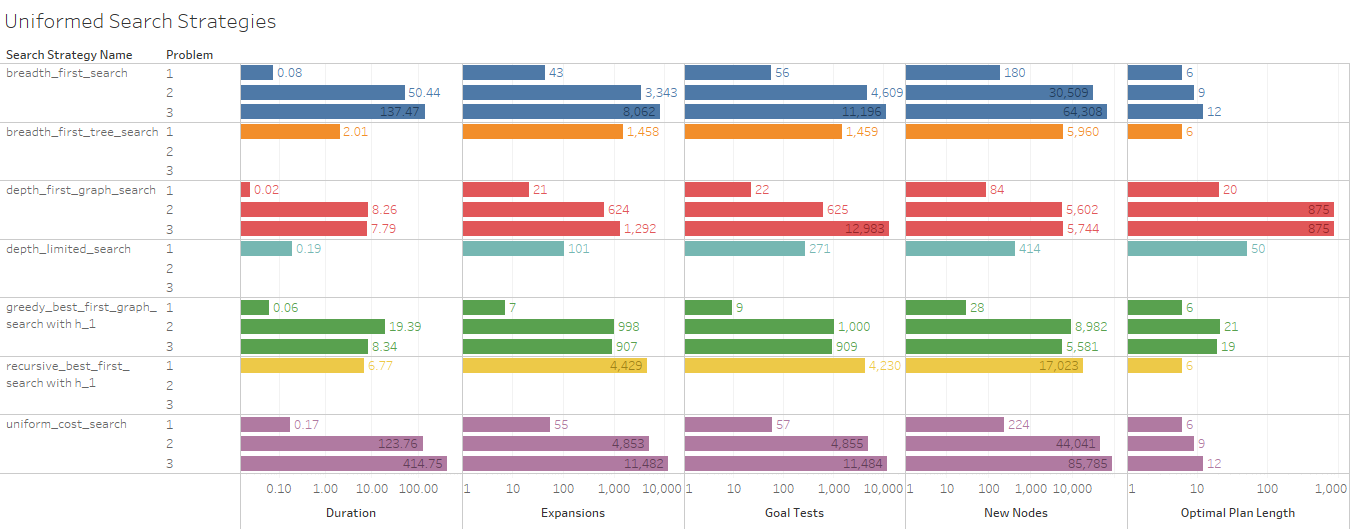 Uniformed Search Strategies
Search Strategy Name Problem
breadth_first_search 1 0.08 43 56 180 6
2 50.44 3,343 4,609 30,509 9
3 137.47 8,062 11,196 64,308 12
breadth_first_tree_search 1 2.01 1,458 1,459 5,960 6
2
3
depth_first_graph_search 1 0.02 21 22 84 20
2 8.26 624 625 5,602 875
3 7.79 1,292 12,983 5,744 875
depth_limited_search 1 0.19 101 271 414 50
2
3
greedy_best_first_graph_ 1 0.06 7 9 28 6
search with h_1 2 19.39 998 1,000 8,982 21
3 8.34 907 909 5,581 19
recursive_best_first_ 1 6.77 4,429 4,230 17,023 6
search with h_1 2
3
uniform_cost_search 1 0.17 55 57 224 6
2 123.76 4,853 4,855 44,041 9
3 414.75 11,482 11,484 85,785 12
0.10 1.00 10.00 100.00 1 10 100 1,000 10,000 1 10 100 1,000 10,000 1 10 100 1,000 10,000 1 10 100 1,000
Duration Expansions Goal Tests New Nodes Optimal Plan Length